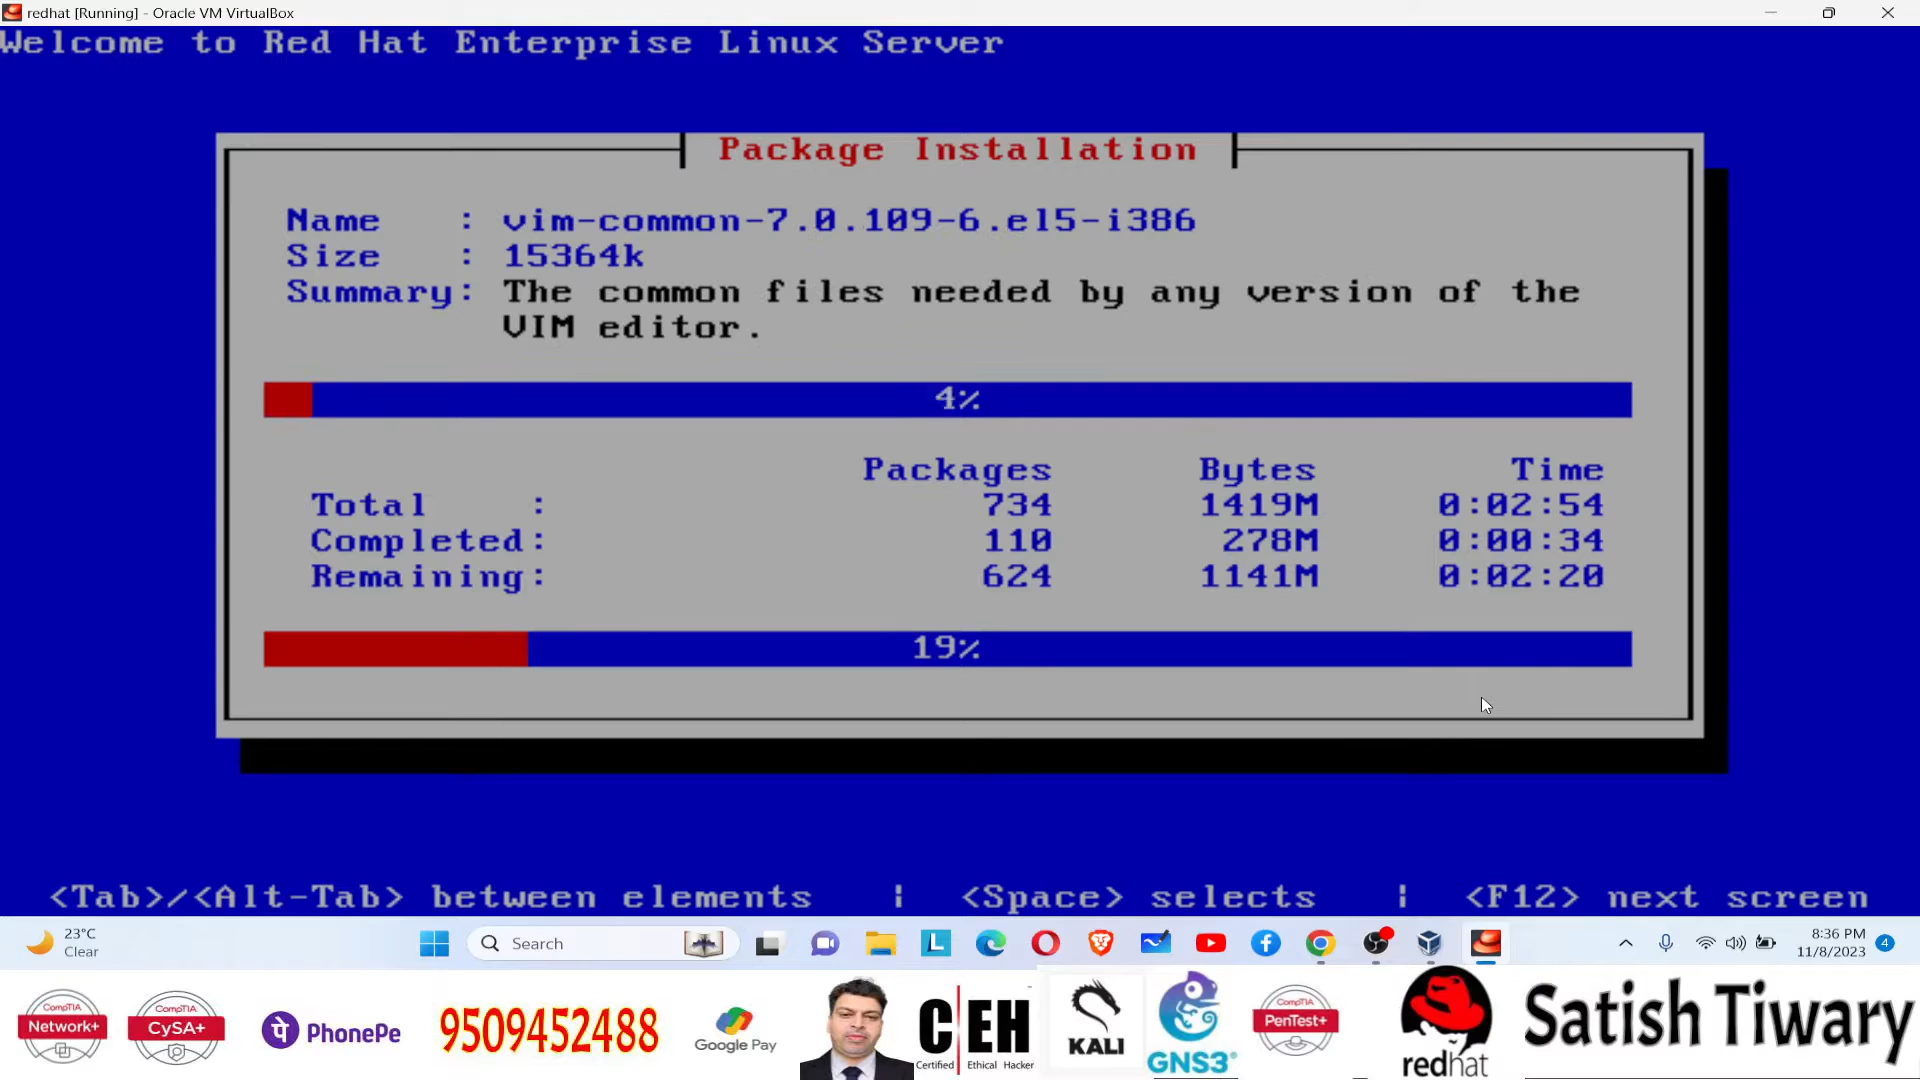 redhat [Running] - Oracle VM VirtualBox
Welcome to Red Hat Enterprise Linux Server
Package Installation
Name : vim-common-7.0.109-6.el5-i386
Size : 15364k
Summary: The common files needed by any version of the
VIM editor.
4%
Packages Bytes Time
Total : 734 1419M 0:02:54
Completed: 110 278M 0:00:34
Remaining: 624 1141M 0:02:20
19%
<Tab>/<Alt-Tab> between elements | <Space> selects | <F12> next screen
23°C
Clear
Search
L
8:36 PM
11/8/2023
4
CompTIA
Network+
CompTIA
CySA+
PhonePe
9509452488
Google Pay
CEH
Certified Ethical Hacker
KALI
GNS3
CompTIA
PenTest+
redhat
Satish Tiwary